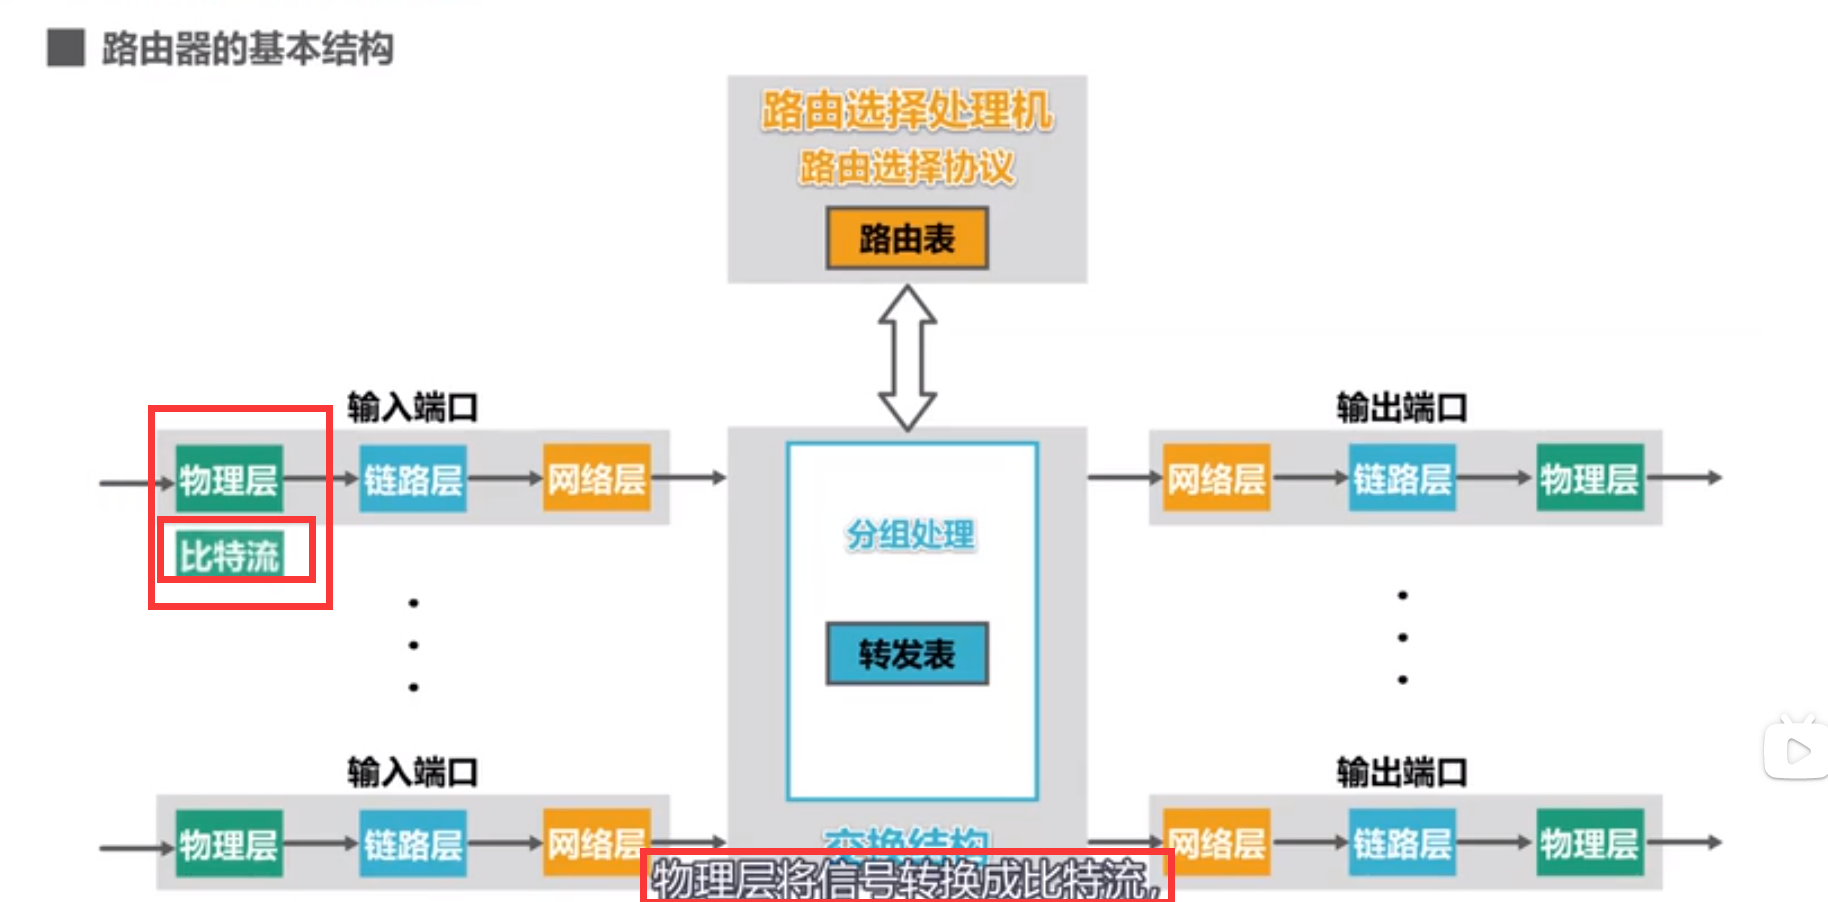 路由器的基本结构
路由选择处理机
路由选择协议
路由表
输入端口
物理层
链路层
网络层
比特流
分组处理
转发表
交换结构
输出端口
网络层
链路层
物理层
输入端口
物理层
链路层
网络层
输出端口
网络层
链路层
物理层
物理层将信号转换成比特流,